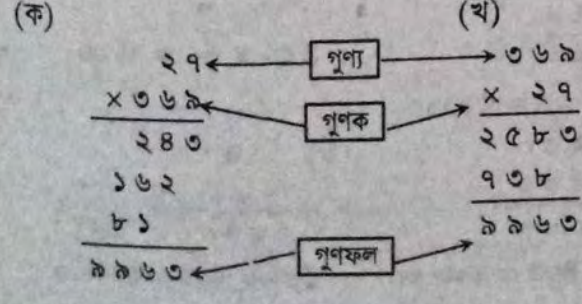 (ক) (খ)
২৭ গুণ্য ৩৬৯
×৩৬৯ গুণক × ২৭
২৪৩ ২৫৮৩
১৬২ ৭৩৮
৮১ ৯৯৬৩
৯৯৬৩ গুণফল